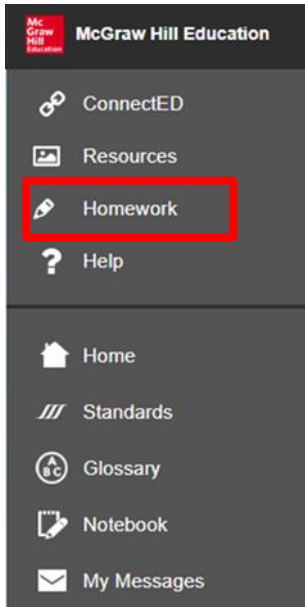 Mc
Graw
Hill
Education
McGraw Hill Education
ConnectED
Resources
Homework
? Help
Home
Standards
A
B C
Glossary
Notebook
My Messages